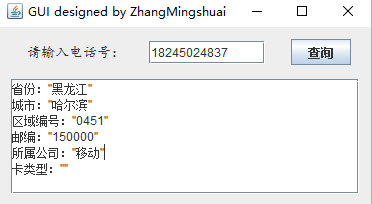 GUI designed by ZhangMingshuai
请输入电话号： 18245024837 查询
省份："黑龙江"
城市："哈尔滨"
区域编号："0451"
邮编："150000"
所属公司："移动"
卡类型：""